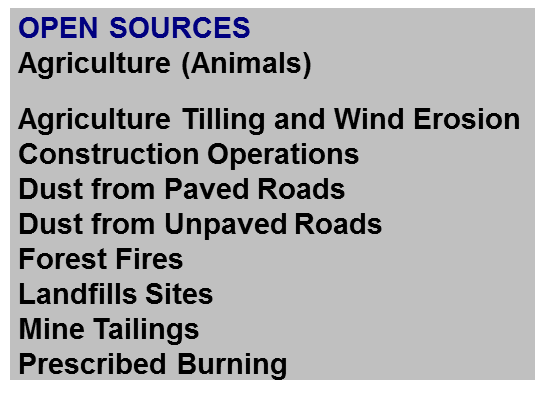 OPEN SOURCES
Agriculture (Animals)
Agriculture Tilling and Wind Erosion
Construction Operations
Dust from Paved Roads
Dust from Unpaved Roads
Forest Fires
Landfills Sites
Mine Tailings
Prescribed Burning